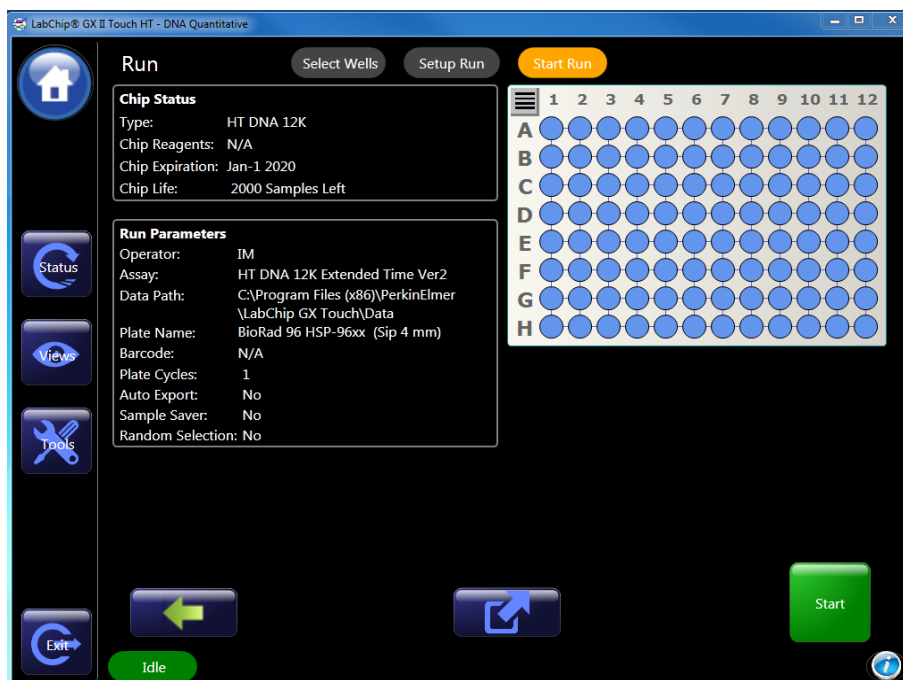 LabChip® GX II Touch HT - DNA Quantitative
Run
Select Wells
Setup Run
Start Run
Chip Status
Type: HT DNA 12K
Chip Reagents: N/A
Chip Expiration: Jan-1 2020
Chip Life: 2000 Samples Left
1 2 3 4 5 6 7 8 9 10 11 12
A
B
C
D
E
F
G
H
Run Parameters
Operator: IM
Assay: HT DNA 12K Extended Time Ver2
Data Path: C:\Program Files (x86)\PerkinElmer
\LabChip GX Touch\Data
Plate Name: BioRad 96 HSP-96xx (Sip 4 mm)
Barcode: N/A
Plate Cycles: 1
Auto Export: No
Sample Saver: No
Random Selection: No
Status
Views
Tools
Exit
Start
Idle